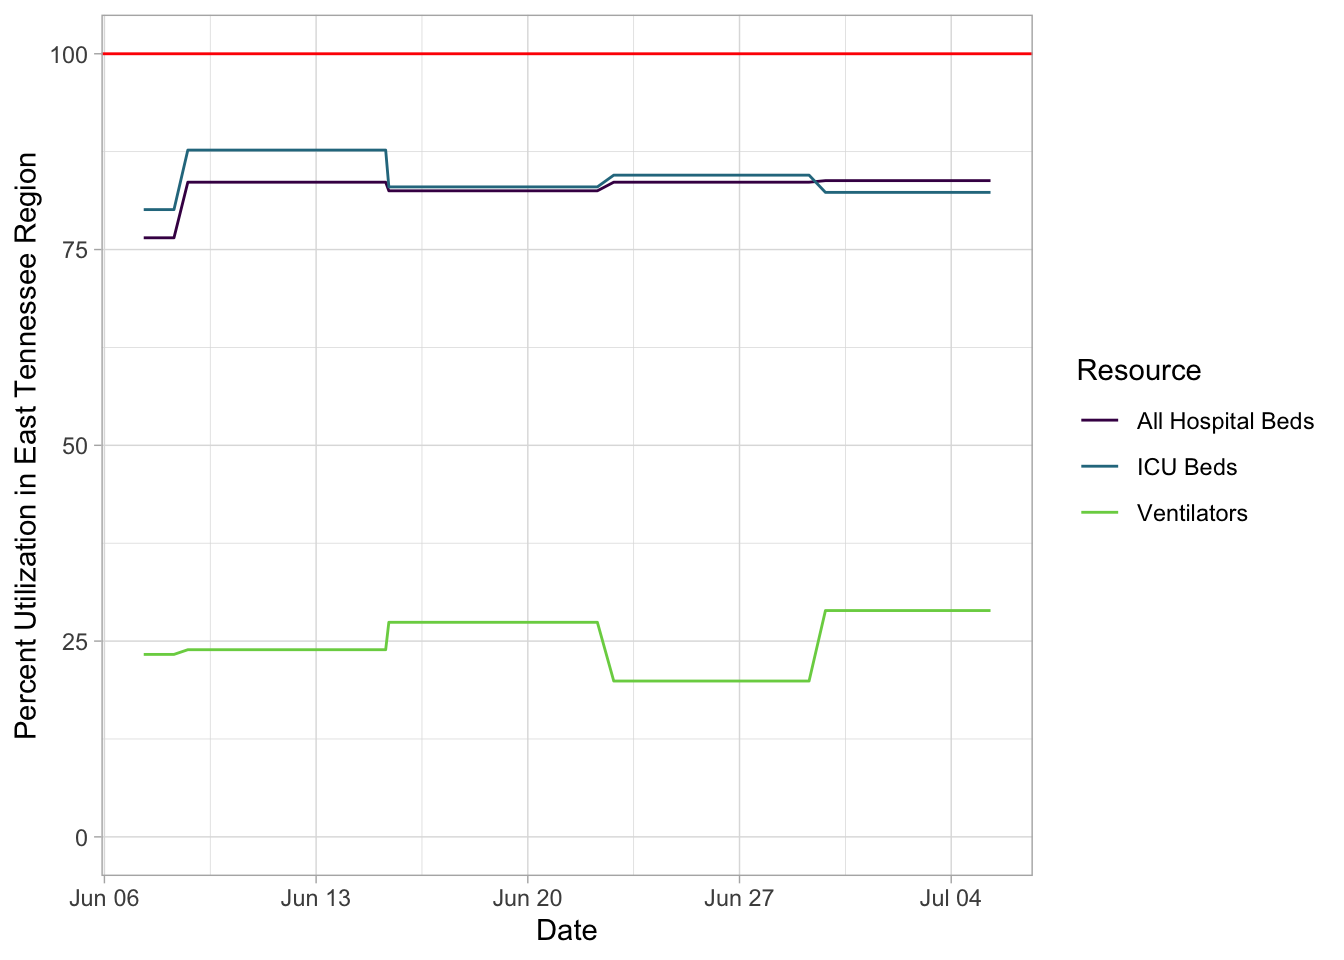 Percent Utilization in East Tennessee Region
100
75
50
25
0
Jun 06
Jun 13
Jun 20
Jun 27
Jul 04
Date
Resource
All Hospital Beds
ICU Beds
Ventilators